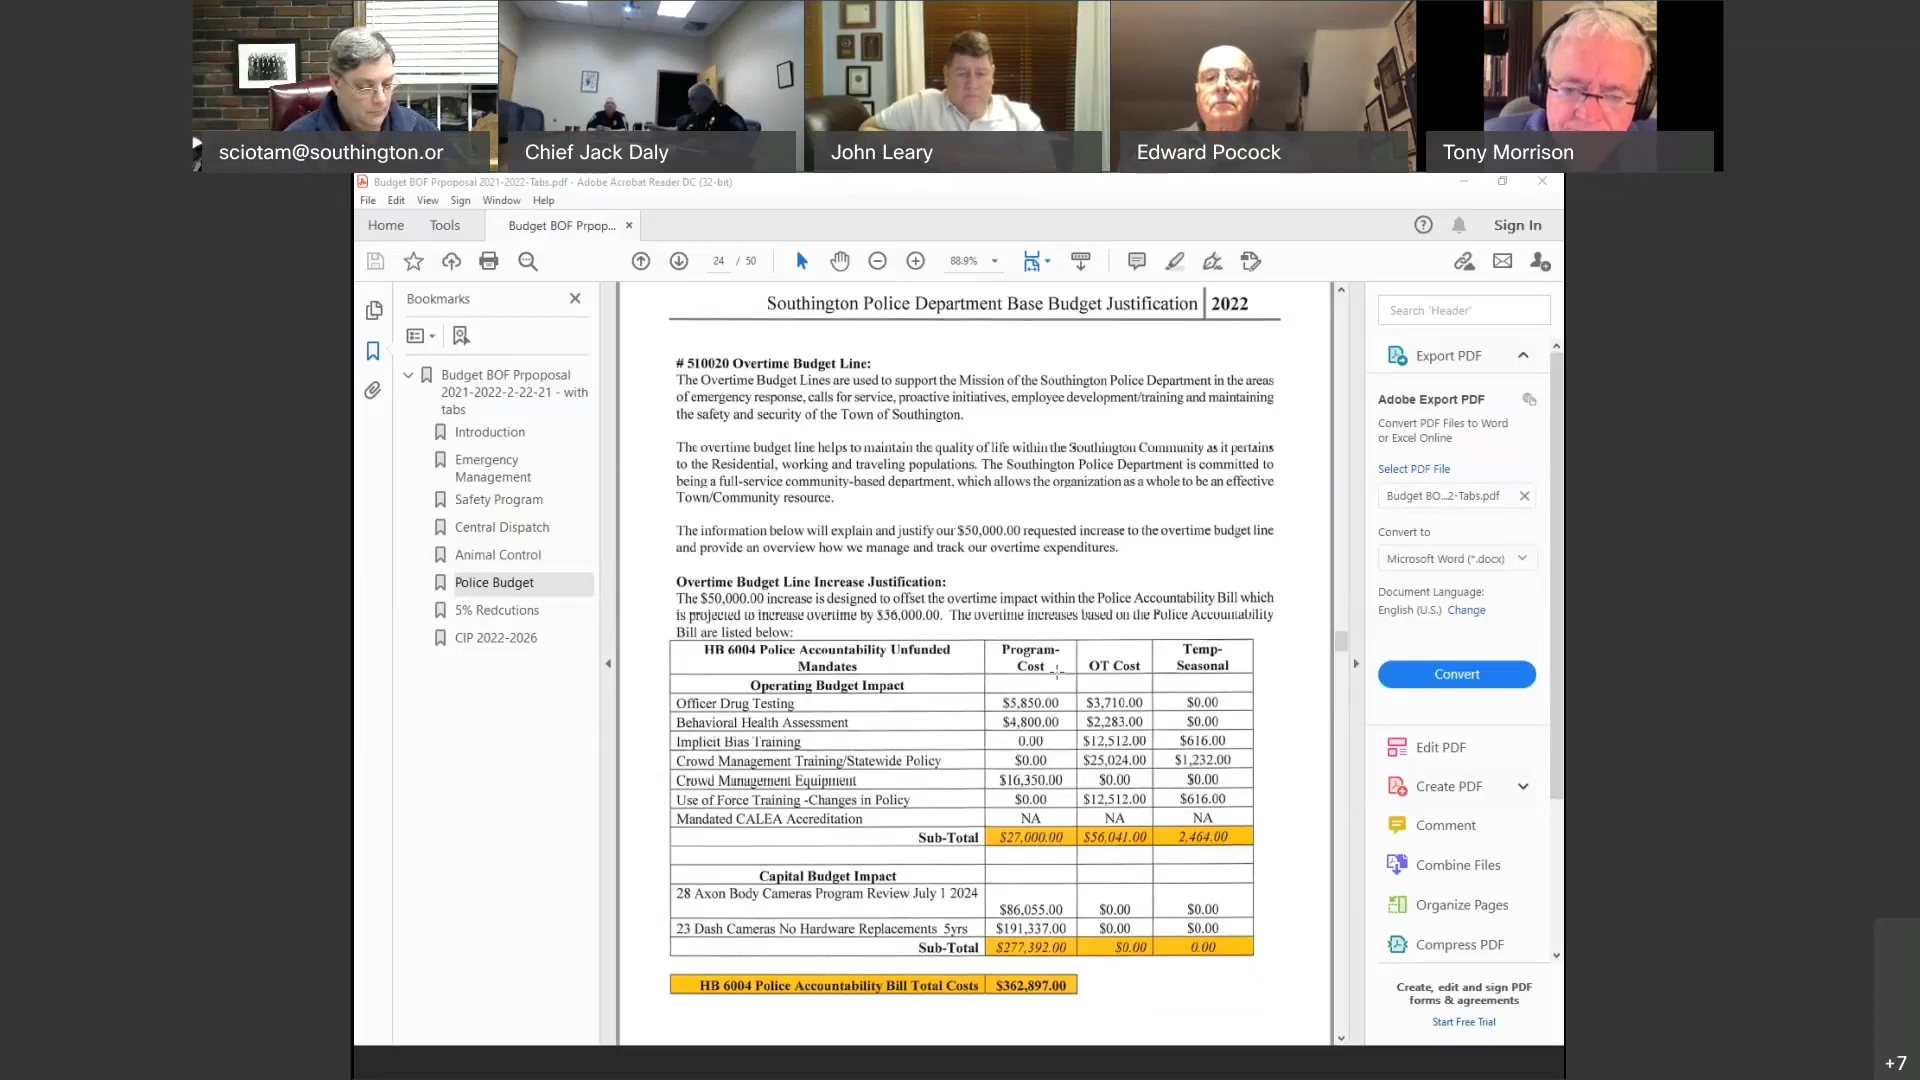 sciotam@southington.or
Chief Jack Daly
John Leary
Edward Pocock
Tony Morrison
Budget BOF Prpoposal 2021-2022-Tabs.pdf - Adobe Acrobat Reader DC (32-bit)
File Edit View Sign Window Help
Home Tools Budget BOF Prpop... × Sign In
24 / 50 88.9%
Bookmarks
Budget BOF Prpoposal
2021-2022-2-22-21 - with
tabs
Introduction
Emergency
Management
Safety Program
Central Dispatch
Animal Control
Police Budget
5% Redcutions
CIP 2022-2026
Southington Police Department Base Budget Justification 2022
# 510020 Overtime Budget Line:
The Overtime Budget Lines are used to support the Mission of the Southington Police Department in the areas
of emergency response, calls for service, proactive initiatives, employee development/training and maintaining
the safety and security of the Town of Southington.
The overtime budget line helps to maintain the quality of life within the Southington Community as it pertains
to the Residential, working and traveling populations. The Southington Police Department is committed to
being a full-service community-based department, which allows the organization as a whole to be an effective
Town/Community resource.
The information below will explain and justify our $50,000.00 requested increase to the overtime budget line
and provide an overview how we manage and track our overtime expenditures.
Overtime Budget Line Increase Justification:
The $50,000.00 increase is designed to offset the overtime impact within the Police Accountability Bill which
is projected to increase overtime by $56,000.00. The overtime increases based on the Police Accountability
Bill are listed below:
HB 6004 Police Accountability Unfunded Program- Temp-
Mandates Cost OT Cost Seasonal
Operating Budget Impact
Officer Drug Testing $5,850.00 $3,710.00 $0.00
Behavioral Health Assessment $4,800.00 $2,283.00 $0.00
Implicit Bias Training 0.00 $12,512.00 $616.00
Crowd Management Training/Statewide Policy $0.00 $25,024.00 $1,232.00
Crowd Management Equipment $16,350.00 $0.00 $0.00
Use of Force Training -Changes in Policy $0.00 $12,512.00 $616.00
Mandated CALEA Accreditation NA NA NA
Sub-Total $27,000.00 $56,041.00 2,464.00
Capital Budget Impact
28 Axon Body Cameras Program Review July 1 2024
$86,055.00 $0.00 $0.00
23 Dash Cameras No Hardware Replacements 5yrs $191,337.00 $0.00 $0.00
Sub-Total $277,392.00 $0.00 0.00
HB 6004 Police Accountability Bill Total Costs $362,897.00
Search 'Header'
Export PDF
Adobe Export PDF
Convert PDF Files to Word
or Excel Online
Select PDF File
Budget BO...2-Tabs.pdf
Convert to
Microsoft Word (*.docx)
Document Language:
English (U.S.) Change
Convert
Edit PDF
Create PDF
Comment
Combine Files
Organize Pages
Compress PDF
Create, edit and sign PDF
forms & agreements
Start Free Trial
+7